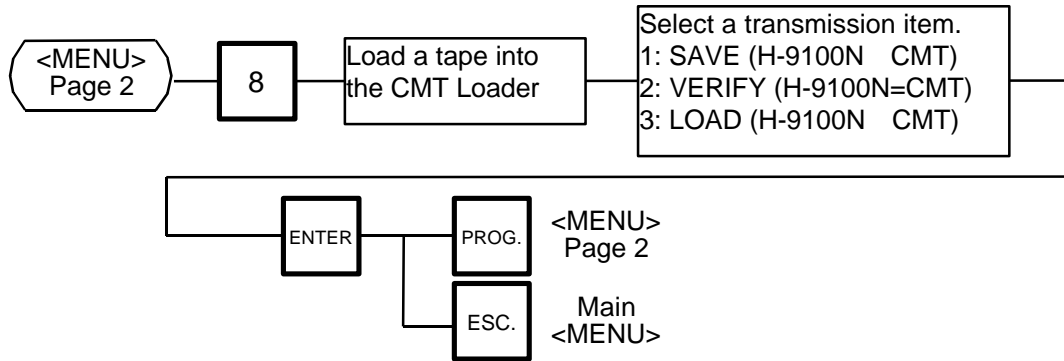 <MENU>
Page 2
8
Load a tape into
the CMT Loader
Select a transmission item.
1: SAVE (H-9100N CMT)
2: VERIFY (H-9100N=CMT)
3: LOAD (H-9100N CMT)
ENTER
PROG.
<MENU>
Page 2
ESC.
Main
<MENU>